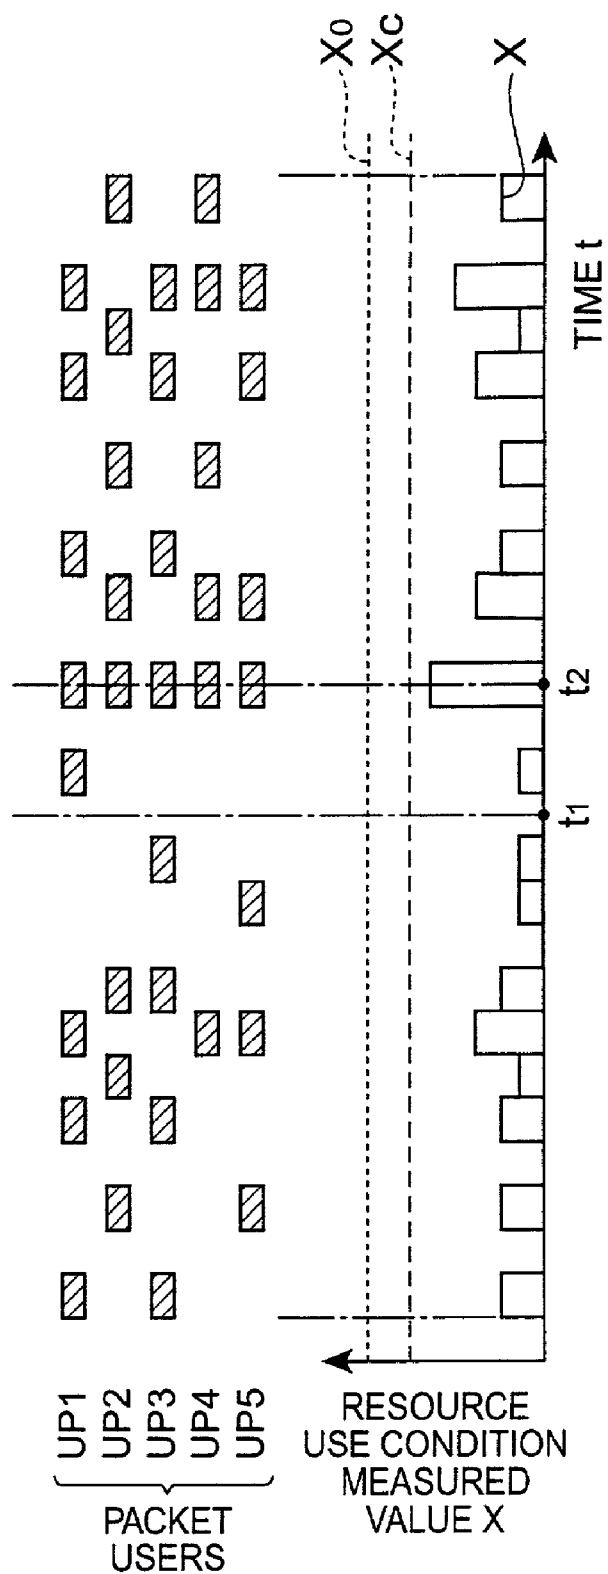 UP1
UP2
UP3
UP4
UP5
PACKET
USERS
X0
XC
X
RESOURCE
USE CONDITION
MEASURED
VALUE X
t1
t2
TIME t